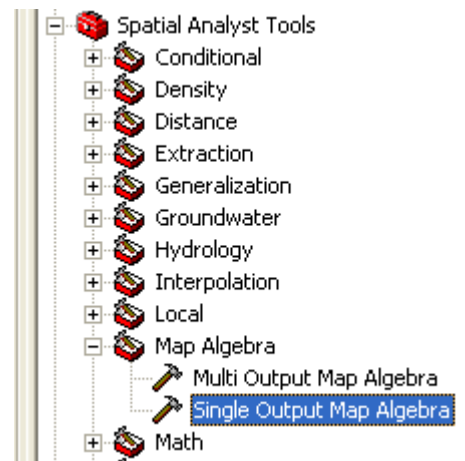 Spatial Analyst Tools
Conditional
Density
Distance
Extraction
Generalization
Groundwater
Hydrology
Interpolation
Local
Map Algebra
Multi Output Map Algebra
Single Output Map Algebra
Math